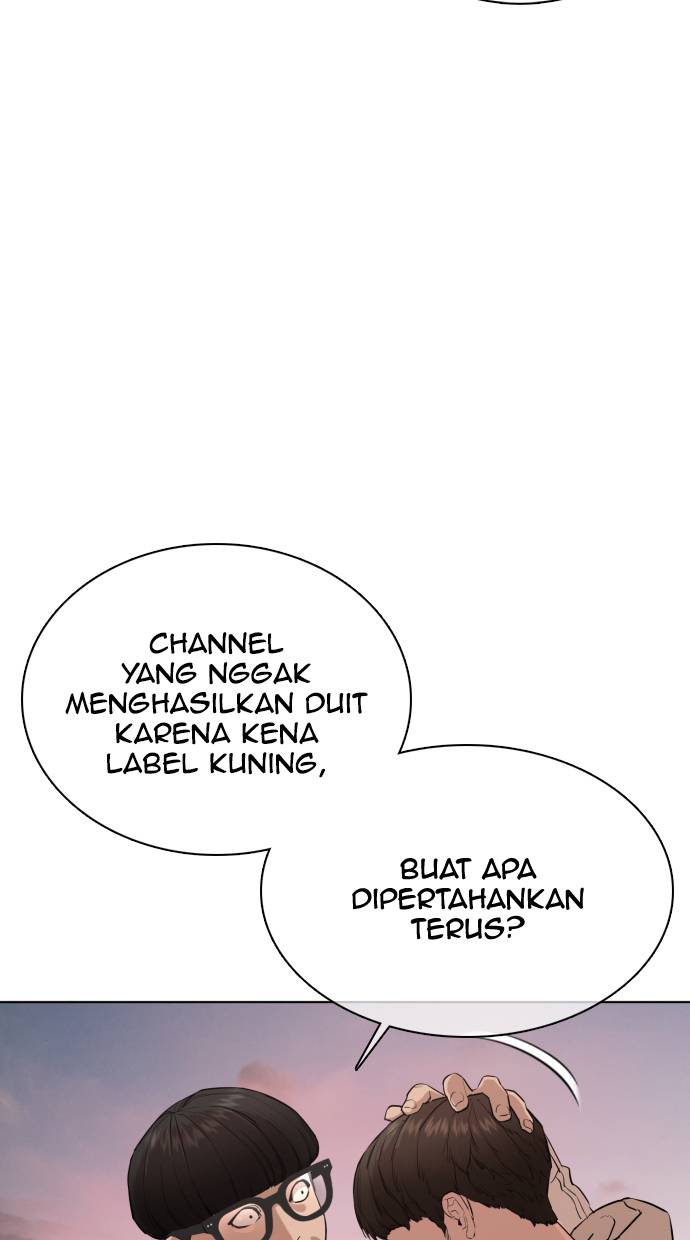 CHANNEL
YANG NGGAK
MENGHASILKAN DUIT
KARENA KENA
LABEL KUNING,
BUAT APA
DIPERTAHANKAN
TERUS?